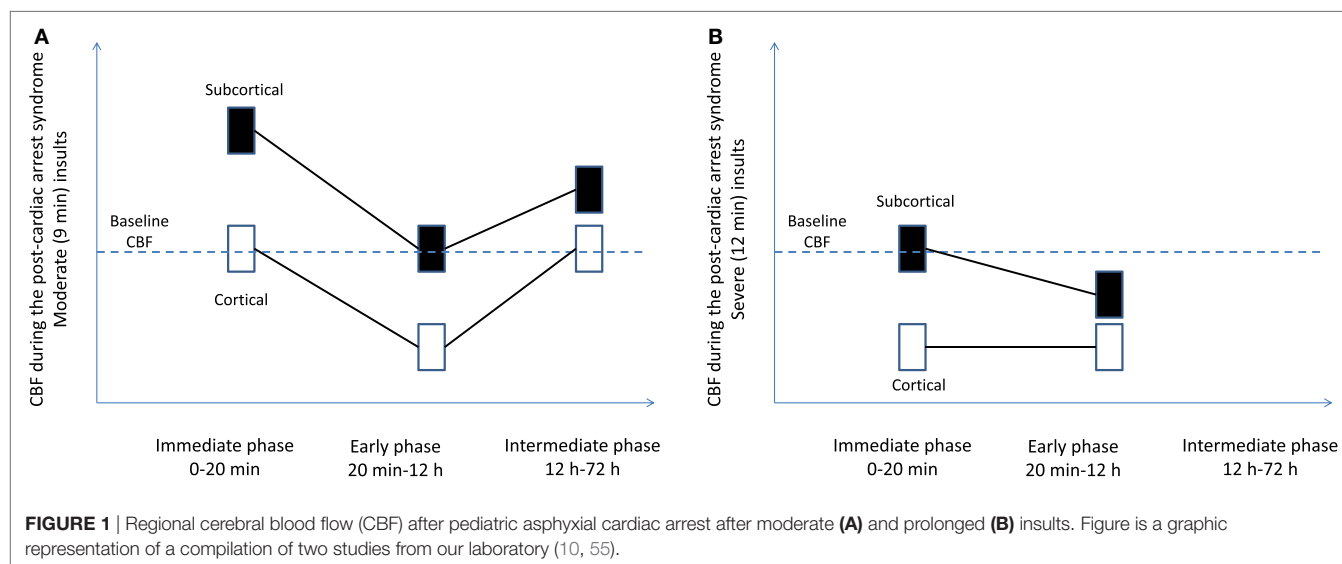 A
CBF during the post-cardiac arrest syndrome
Moderate (9 min) insults
Subcortical
Baseline
CBF
Cortical
Immediate phase
0-20 min
Early phase
20 min-12 h
Intermediate phase
12 h-72 h
B
CBF during the post-cardiac arrest syndrome
Severe (12 min) insults
Subcortical
Baseline
CBF
Cortical
Immediate phase
0-20 min
Early phase
20 min-12 h
Intermediate phase
12 h-72 h
FIGURE 1 | Regional cerebral blood flow (CBF) after pediatric asphyxial cardiac arrest after moderate (A) and prolonged (B) insults. Figure is a graphic
representation of a compilation of two studies from our laboratory (10, 55).